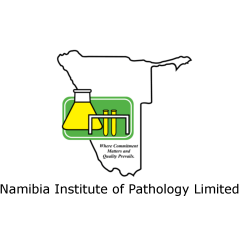 Where Commitment
Matters and
Quality Prevails.
Namibia Institute of Pathology Limited